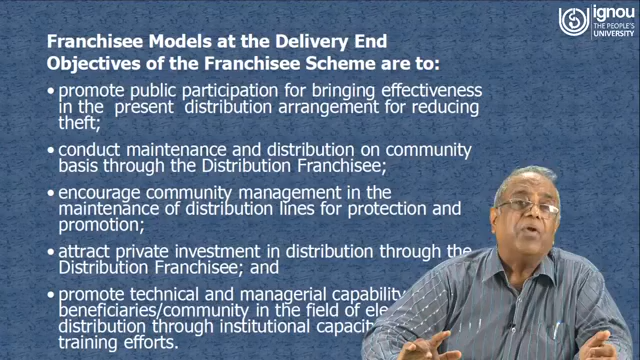 ignou
THE PEOPLE'S
UNIVERSITY
Franchisee Models at the Delivery End
Objectives of the Franchisee Scheme are to:
• promote public participation for bringing effectiveness
in the present distribution arrangement for reducing
theft;
• conduct maintenance and distribution on community
basis through the Distribution Franchisee;
• encourage community management in the
maintenance of distribution lines for protection and
promotion;
• attract private investment in distribution through the
Distribution Franchisee; and
• promote technical and managerial capability
beneficiaries/community in the field of
distribution through institutional
training efforts.